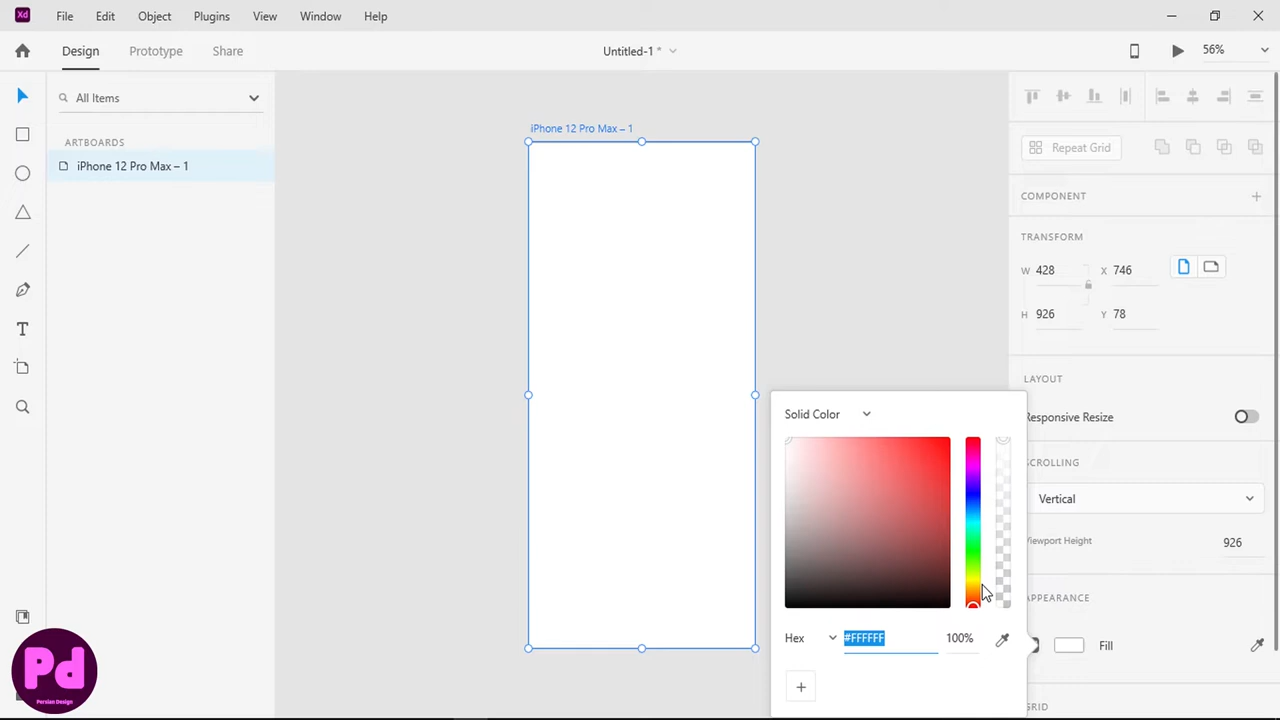 Xd File Edit Object Plugins View Window Help
Design Prototype Share Untitled-1 * 56%
All Items
ARTBOARDS
iPhone 12 Pro Max – 1
iPhone 12 Pro Max – 1
Repeat Grid
COMPONENT
TRANSFORM
W 428 X 746
H 926 Y 78
LAYOUT
Responsive Resize
SCROLLING
Vertical
Viewport Height 926
APPEARANCE
Fill
GRID
Solid Color
Hex #FFFFFF 100%
Pd
Persian Design